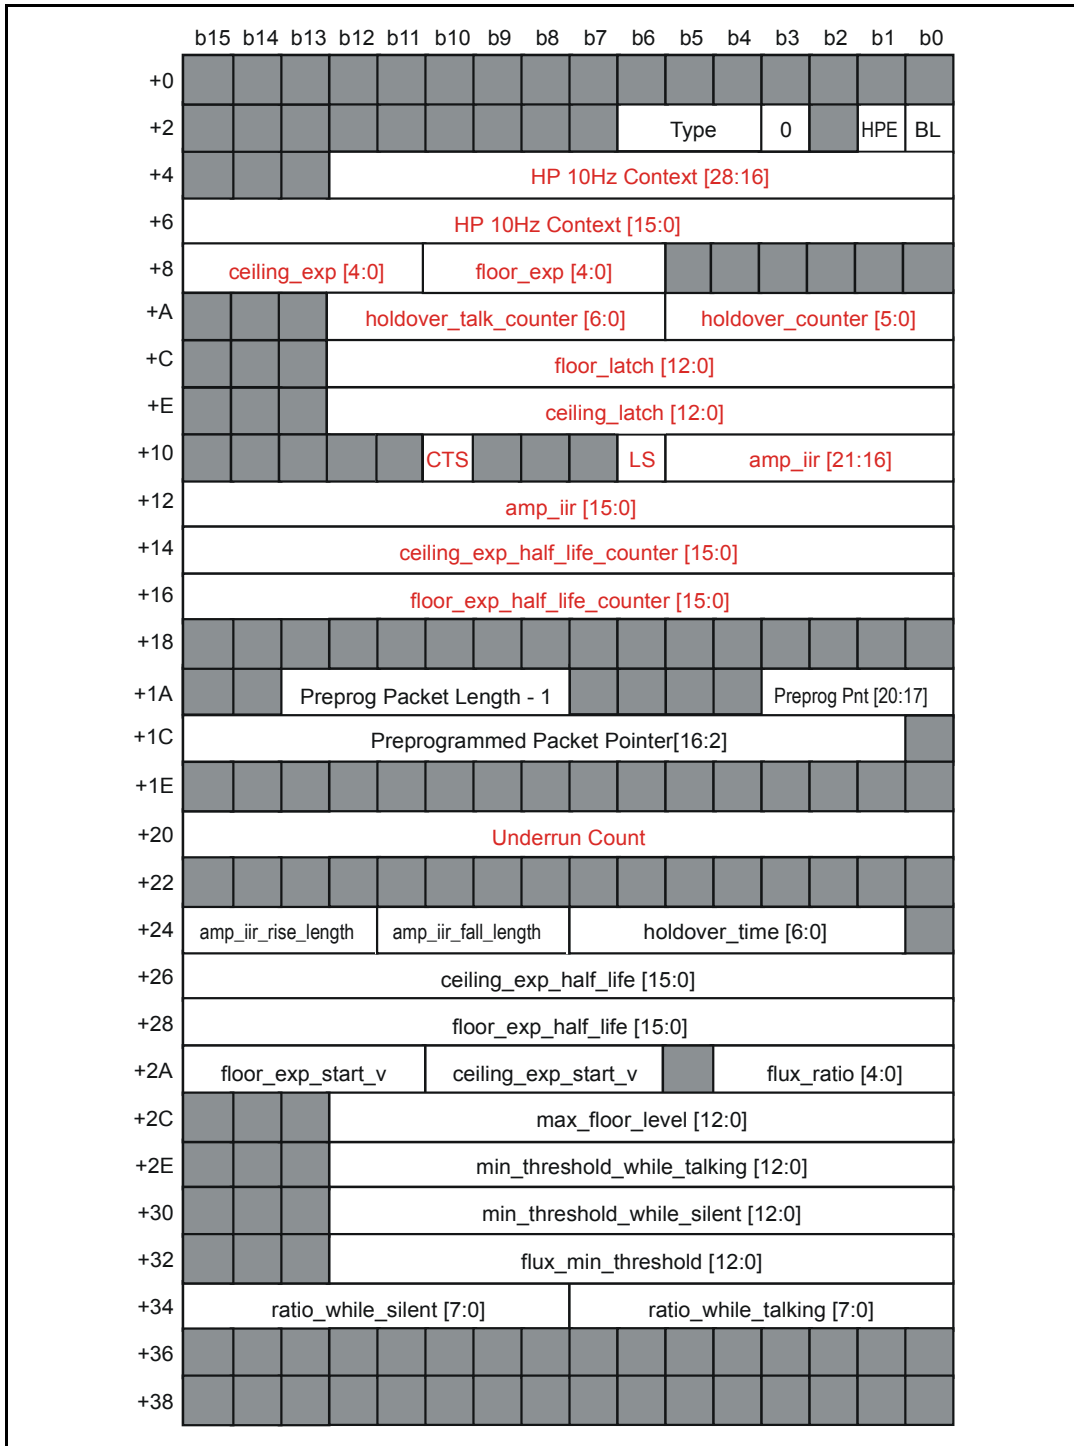 b15 b14 b13 b12 b11 b10 b9 b8 b7 b6 b5 b4 b3 b2 b1 b0
+0
+2 Type 0 HPE BL
+4 HP 10Hz Context [28:16]
+6 HP 10Hz Context [15:0]
+8 ceiling_exp [4:0] floor_exp [4:0]
+A holdover_talk_counter [6:0] holdover_counter [5:0]
+C floor_latch [12:0]
+E ceiling_latch [12:0]
+10 CTS LS amp_iir [21:16]
+12 amp_iir [15:0]
+14 ceiling_exp_half_life_counter [15:0]
+16 floor_exp_half_life_counter [15:0]
+18
+1A Preprog Packet Length - 1 Preprog Pnt [20:17]
+1C Preprogrammed Packet Pointer[16:2]
+1E
+20 Underrun Count
+22
+24 amp_iir_rise_length amp_iir_fall_length holdover_time [6:0]
+26 ceiling_exp_half_life [15:0]
+28 floor_exp_half_life [15:0]
+2A floor_exp_start_v ceiling_exp_start_v flux_ratio [4:0]
+2C max_floor_level [12:0]
+2E min_threshold_while_talking [12:0]
+30 min_threshold_while_silent [12:0]
+32 flux_min_threshold [12:0]
+34 ratio_while_silent [7:0] ratio_while_talking [7:0]
+36
+38